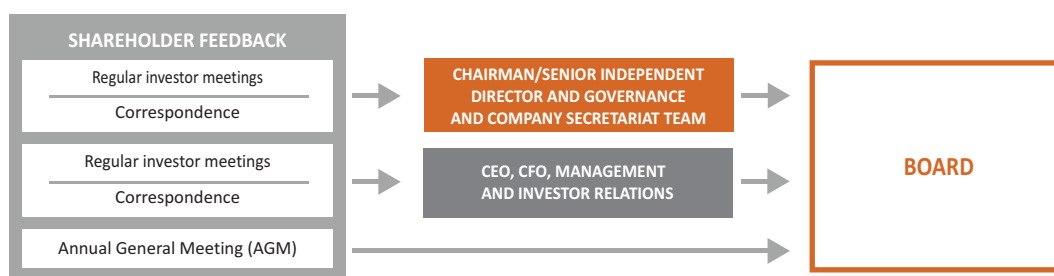 SHAREHOLDER FEEDBACK
Regular investor meetings
Correspondence
CHAIRMAN/SENIOR INDEPENDENT
DIRECTOR AND GOVERNANCE
AND COMPANY SECRETARIAT TEAM
Regular investor meetings
Correspondence
CEO, CFO, MANAGEMENT
AND INVESTOR RELATIONS
Annual General Meeting (AGM)
BOARD